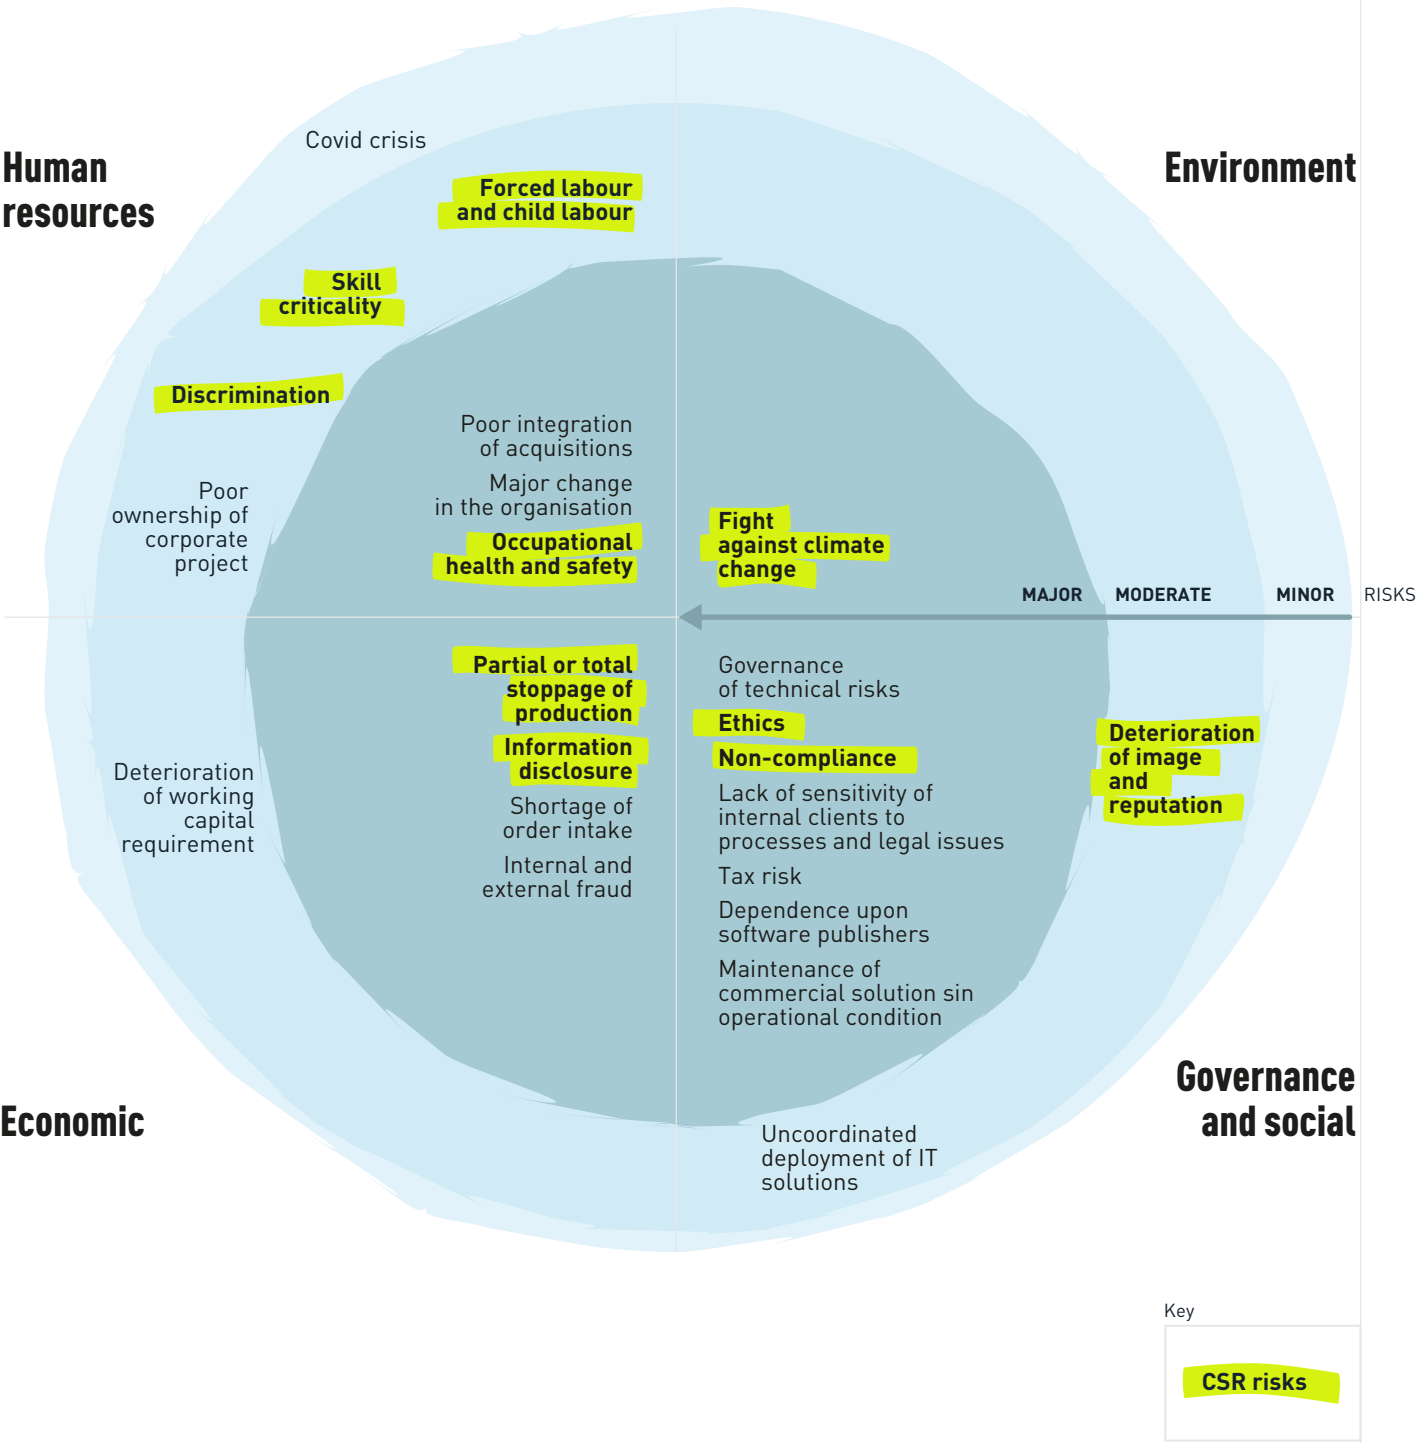 Human
resources
Environment
Covid crisis
Forced labour
and child labour
Skill
criticality
Discrimination
Poor
ownership of
corporate
project
Poor integration
of acquisitions
Major change
in the organisation
Occupational
health and safety
Fight
against climate
change
MAJOR
MODERATE
MINOR
RISKS
Partial or total
stoppage of
production
Information
disclosure
Shortage of
order intake
Internal and
external fraud
Deterioration
of working
capital
requirement
Governance
of technical risks
Ethics
Non-compliance
Lack of sensitivity of
internal clients to
processes and legal issues
Tax risk
Dependence upon
software publishers
Maintenance of
commercial solution sin
operational condition
Deterioration
of image
and
reputation
Uncoordinated
deployment of IT
solutions
Economic
Governance
and social
Key
CSR risks